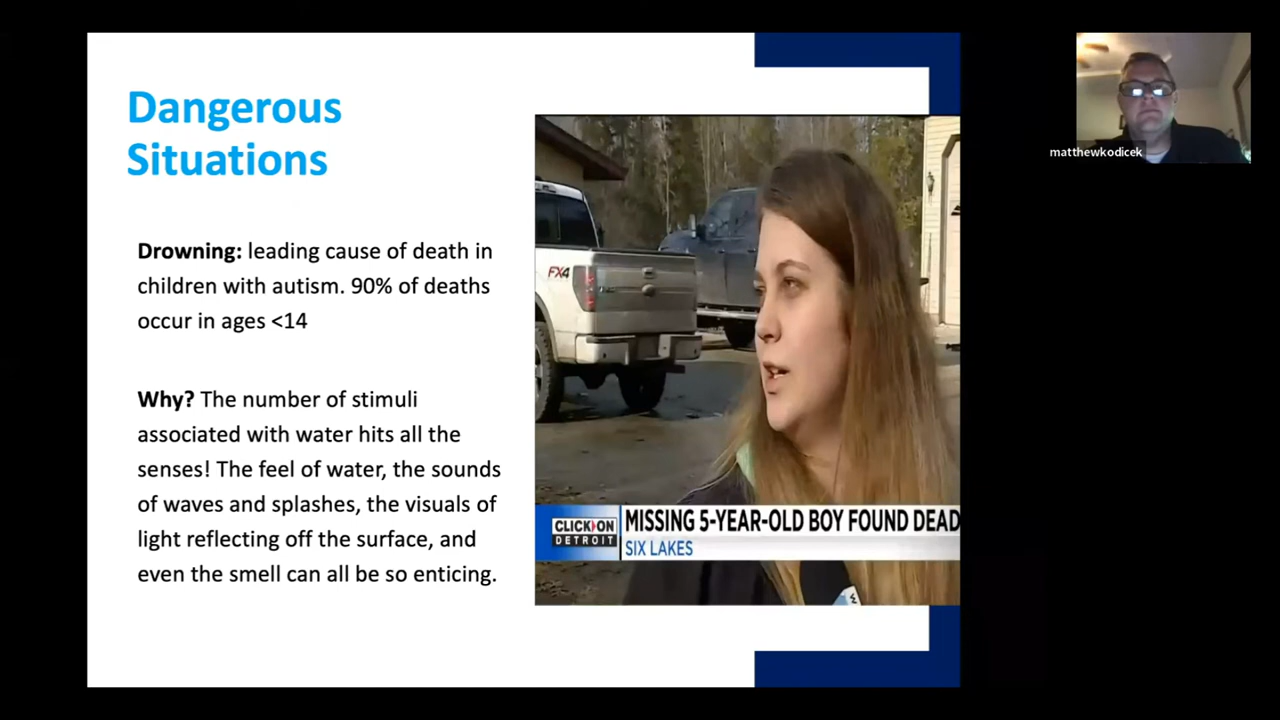 Dangerous
Situations
Drowning: leading cause of death in
children with autism. 90% of deaths
occur in ages <14
Why? The number of stimuli
associated with water hits all the
senses! The feel of water, the sounds
of waves and splashes, the visuals of
light reflecting off the surface, and
even the smell can all be so enticing.
FX4
CLICK ON
DETROIT
MISSING 5-YEAR-OLD BOY FOUND DEAD
SIX LAKES
matthewkodicek